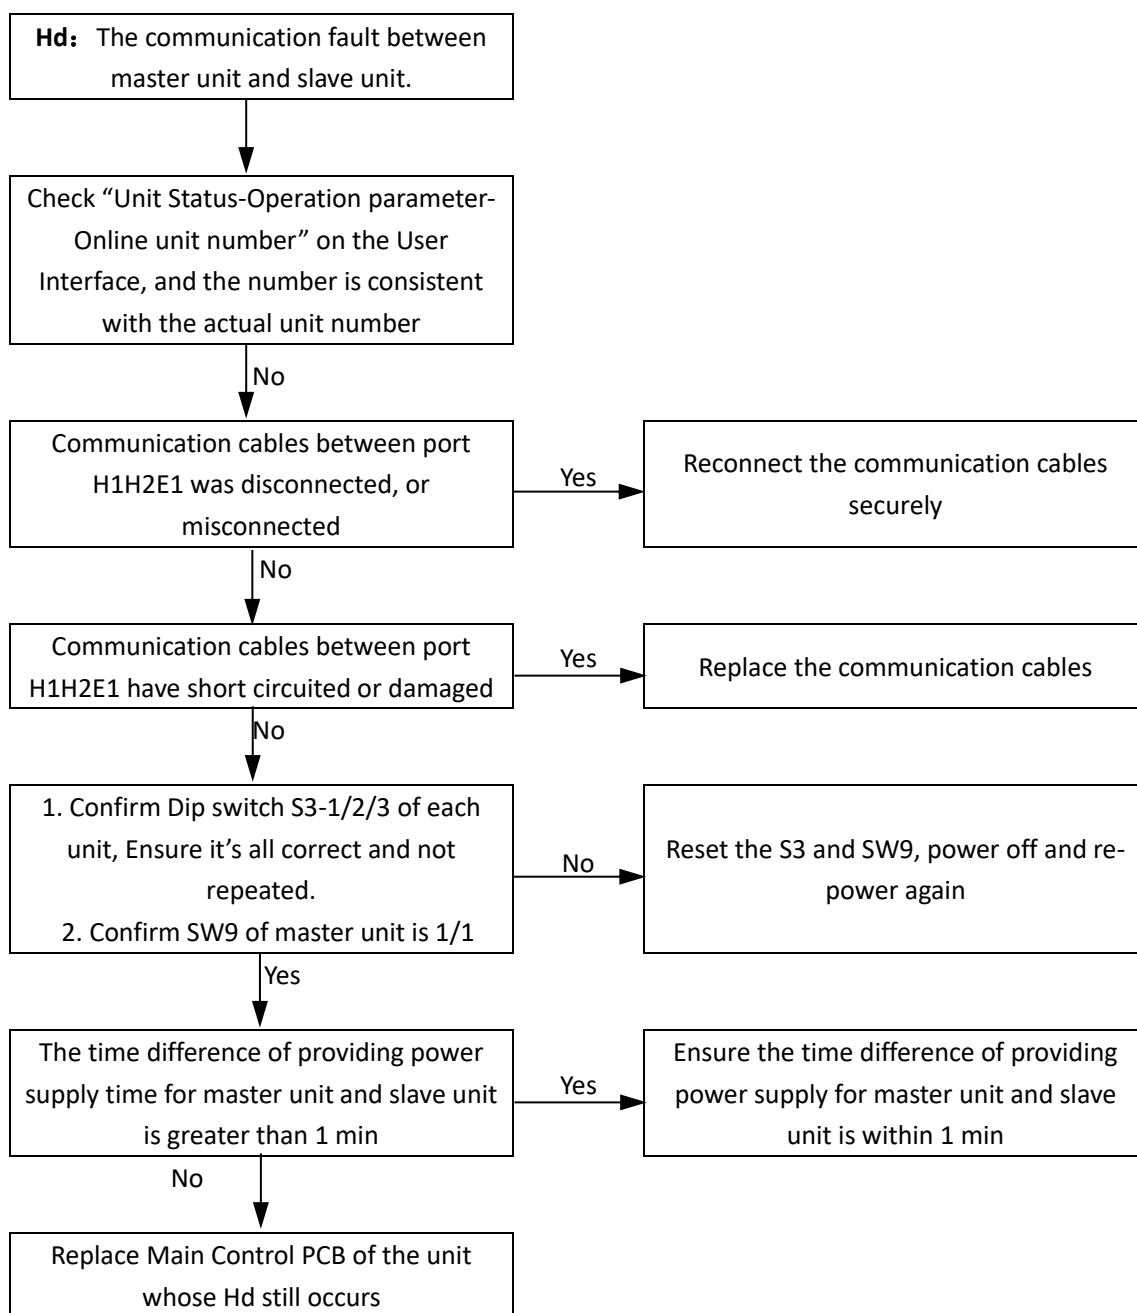 Hd：The communication fault between
master unit and slave unit.
Check “Unit Status-Operation parameter-
Online unit number” on the User
Interface, and the number is consistent
with the actual unit number
No
Communication cables between port
H1H2E1 was disconnected, or
misconnected
Yes
Reconnect the communication cables
securely
No
Communication cables between port
H1H2E1 have short circuited or damaged
Yes
Replace the communication cables
No
1. Confirm Dip switch S3-1/2/3 of each
unit, Ensure it’s all correct and not
repeated.
2. Confirm SW9 of master unit is 1/1
No
Reset the S3 and SW9, power off and re-
power again
Yes
The time difference of providing power
supply time for master unit and slave unit
is greater than 1 min
Yes
Ensure the time difference of providing
power supply for master unit and slave
unit is within 1 min
No
Replace Main Control PCB of the unit
whose Hd still occurs